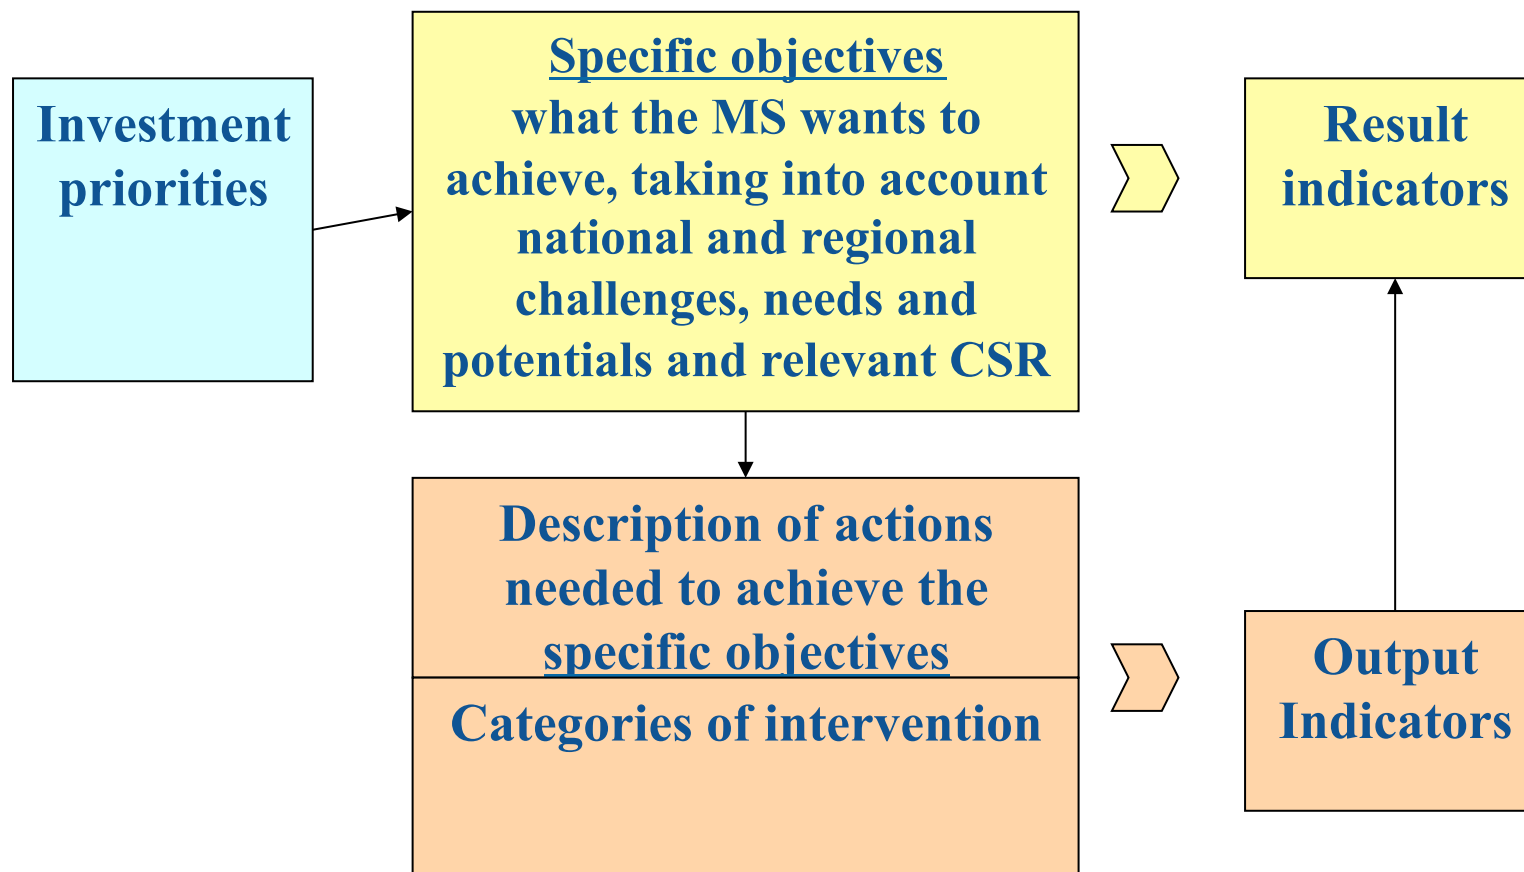 Investment
priorities
Specific objectives
what the MS wants to
achieve, taking into account
national and regional
challenges, needs and
potentials and relevant CSR
Result
indicators
Description of actions
needed to achieve the
specific objectives
Categories of intervention
Output
Indicators